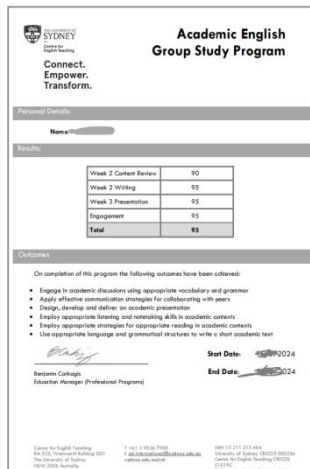 THE UNIVERSITY OF
SYDNEY
Centre for
English Teaching
Connect.
Empower.
Transform.
Academic English
Group Study Program
Personal Details
Name
Results:
Week 2 Content Review 90
Week 2 Writing 95
Week 3 Presentation 95
Engagement 95
Total 95
Outcomes
On completion of this program the following outcomes have been achieved:
• Engage in academic discussions using appropriate vocabulary and grammar
• Apply effective communication strategies for collaborating with peers
• Design, develop and deliver an academic presentation
• Employ appropriate listening and notetaking skills in academic contexts
• Employ appropriate strategies for appropriate reading in academic contexts
• Use appropriate language and grammatical structures to write a short academic text
Benjamin Carkagis
Education Manager (Professional Programs)
Start Date: 2024
End Date: 2024
Centre for English Teaching
The University of Sydney
NSW 2006 Australia
sydney.edu.au/cet